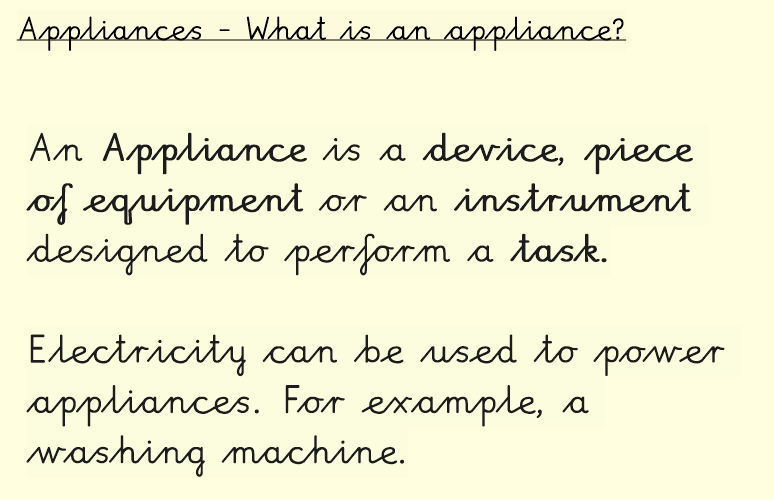 Appliances - What is an appliance?
An Appliance is a device, piece
of equipment or an instrument
designed to perform a task.
Electricity can be used to power
appliances. For example, a
washing machine.